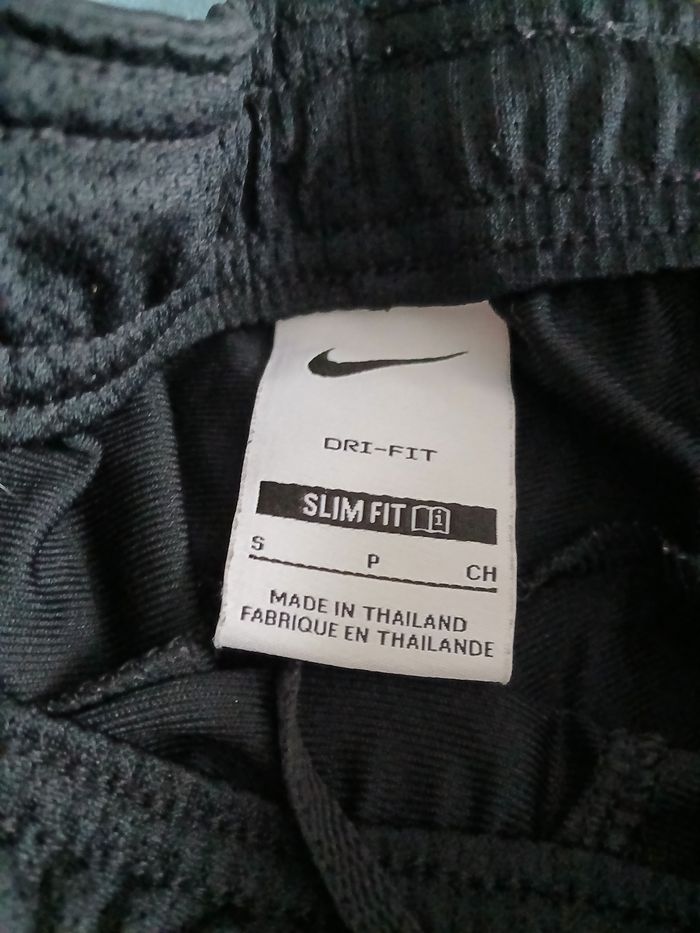 DRI-FIT
SLIM FIT
S P CH
MADE IN THAILAND
FABRIQUE EN THAILANDE